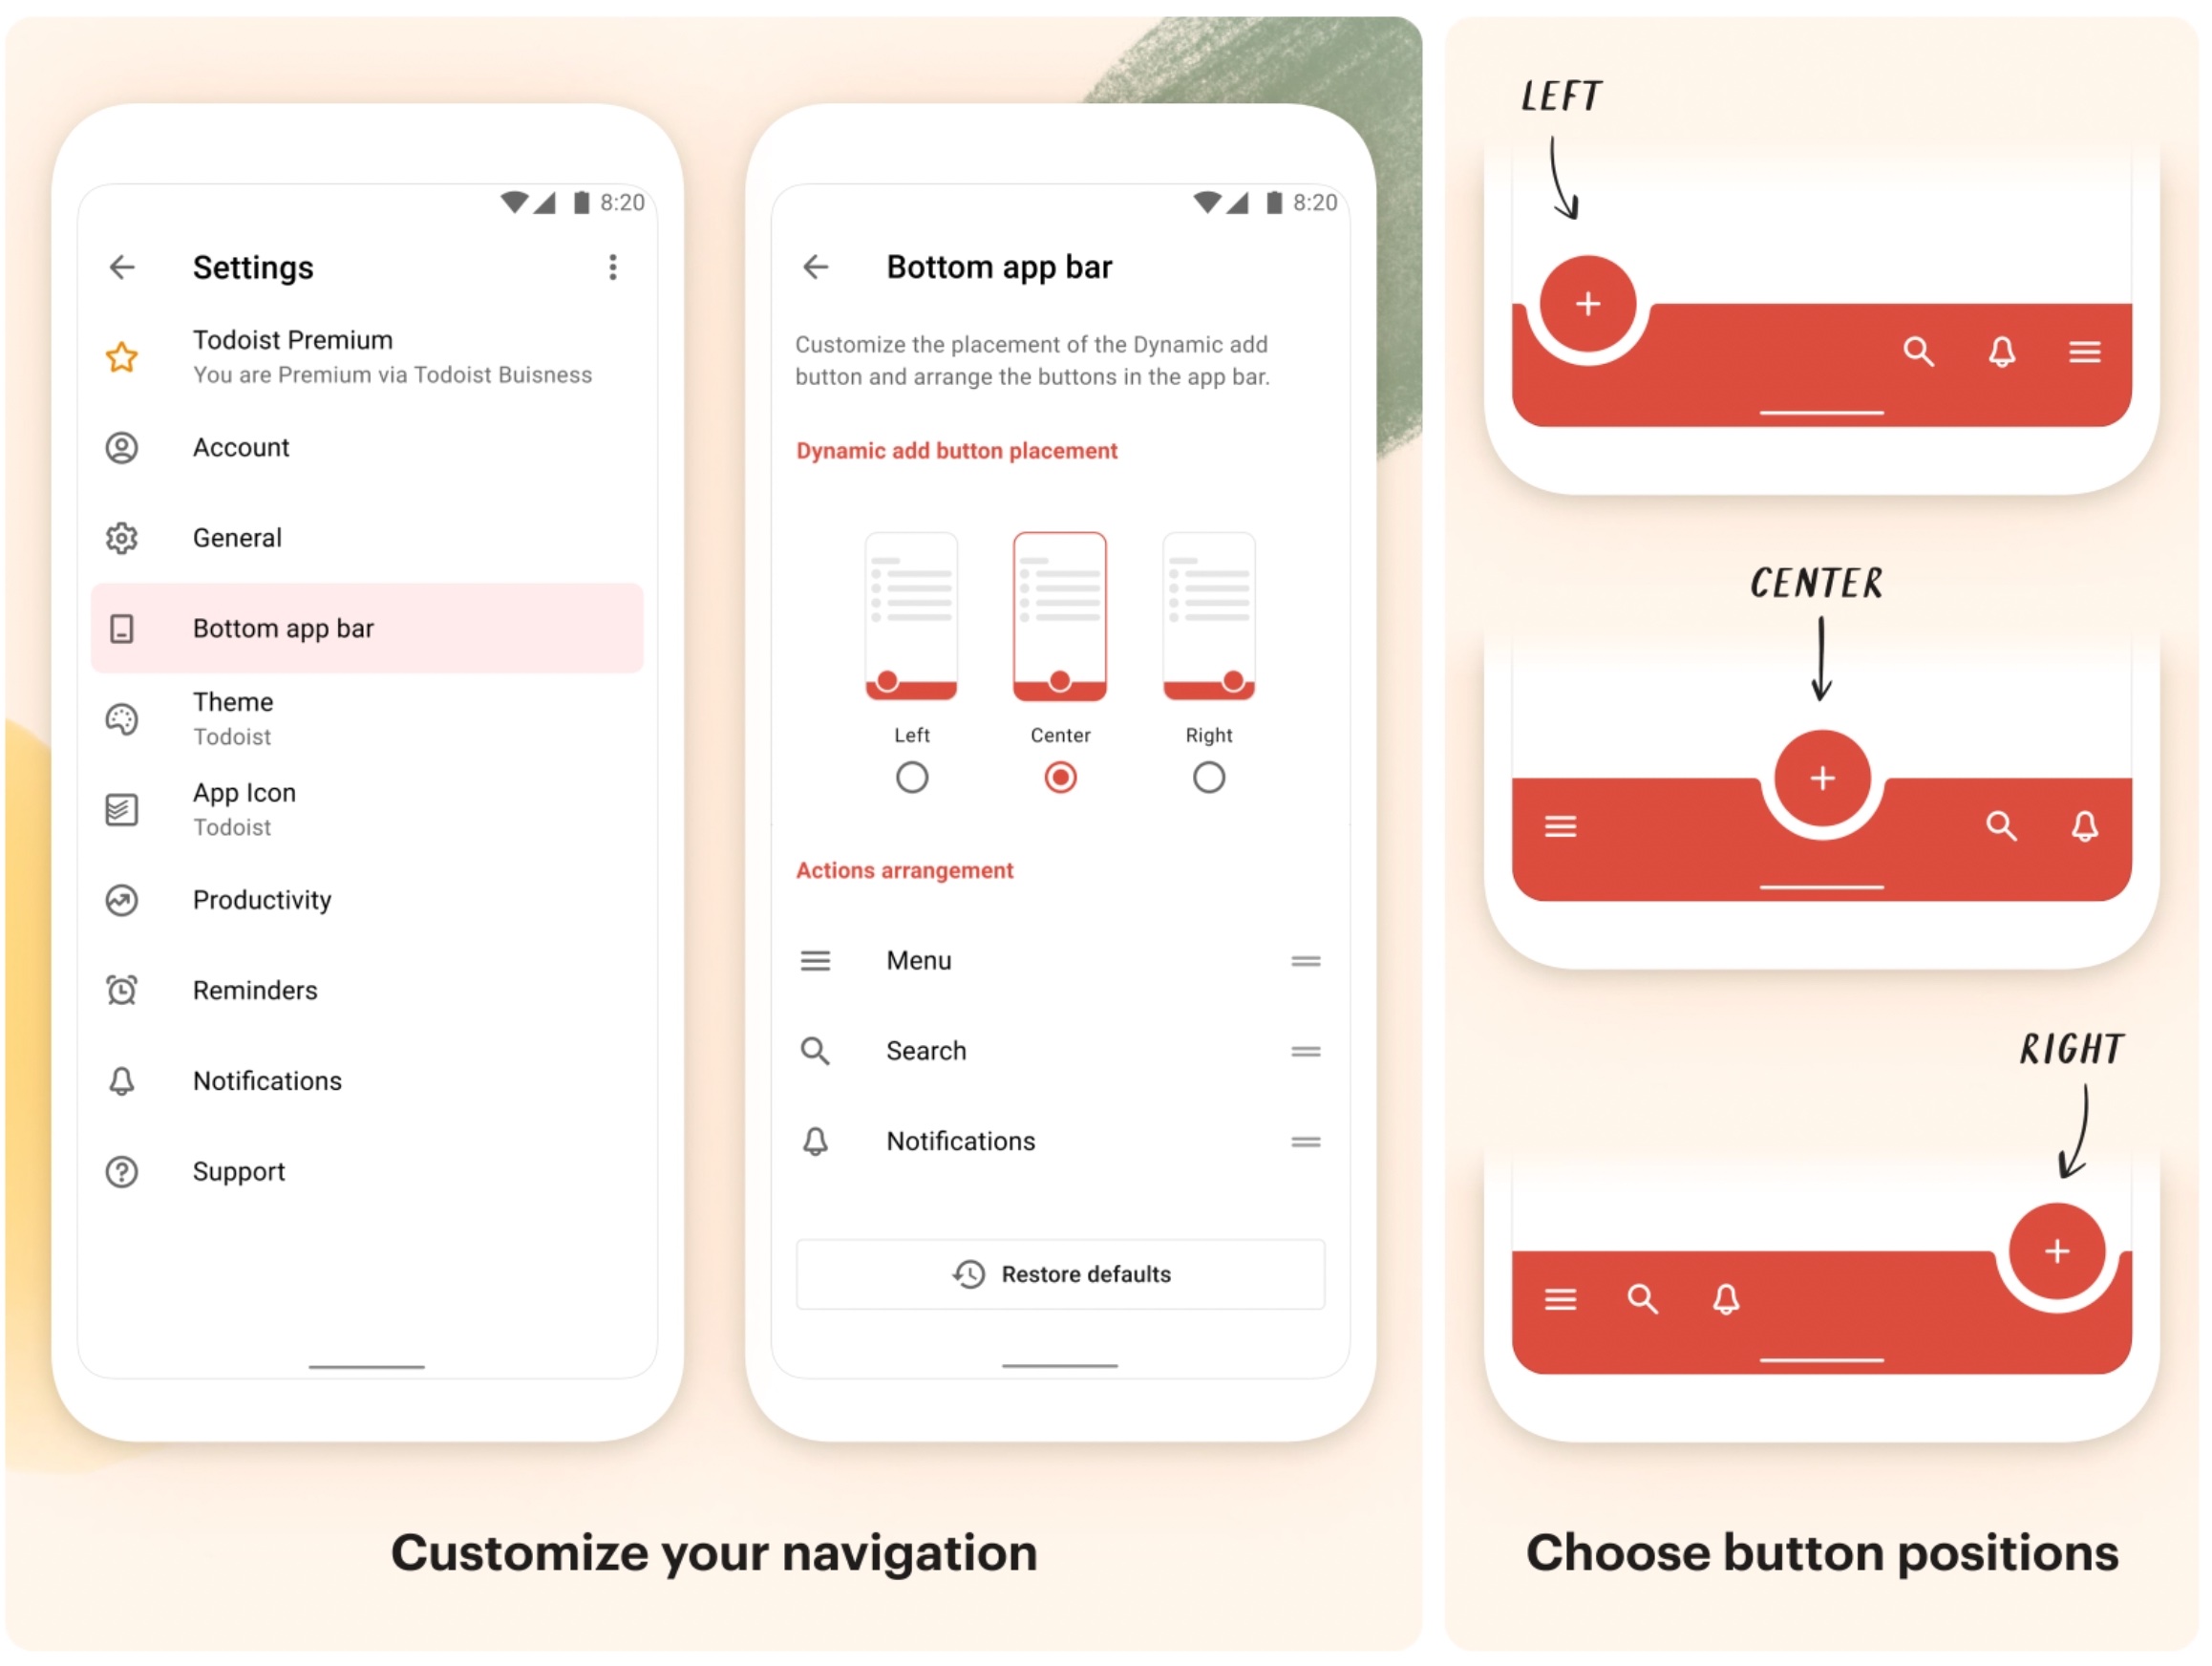 8:20
Settings
Todoist Premium
You are Premium via Todoist Buisness
Account
General
Bottom app bar
Theme
Todoist
App Icon
Todoist
Productivity
Reminders
Notifications
Support
8:20
Bottom app bar
Customize the placement of the Dynamic add
button and arrange the buttons in the app bar.
Dynamic add button placement
Left
Center
Right
Actions arrangement
Menu
Search
Notifications
Restore defaults
Customize your navigation
LEFT
CENTER
RIGHT
Choose button positions